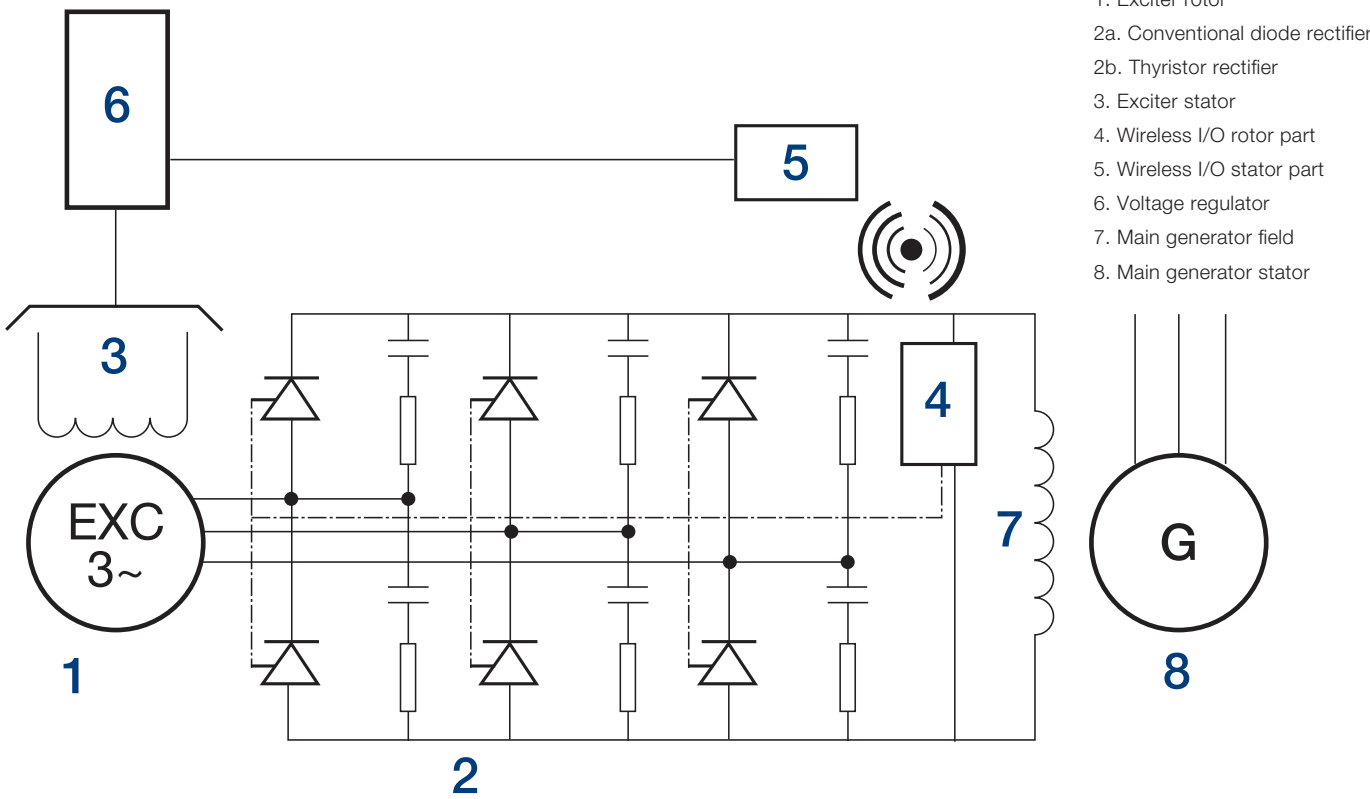 1. Exciter rotor
2a. Conventional diode rectifier
2b. Thyristor rectifier
3. Exciter stator
4. Wireless I/O rotor part
5. Wireless I/O stator part
6. Voltage regulator
7. Main generator field
8. Main generator stator
6
5
3
4
EXC
3~
7
G
1
8
2